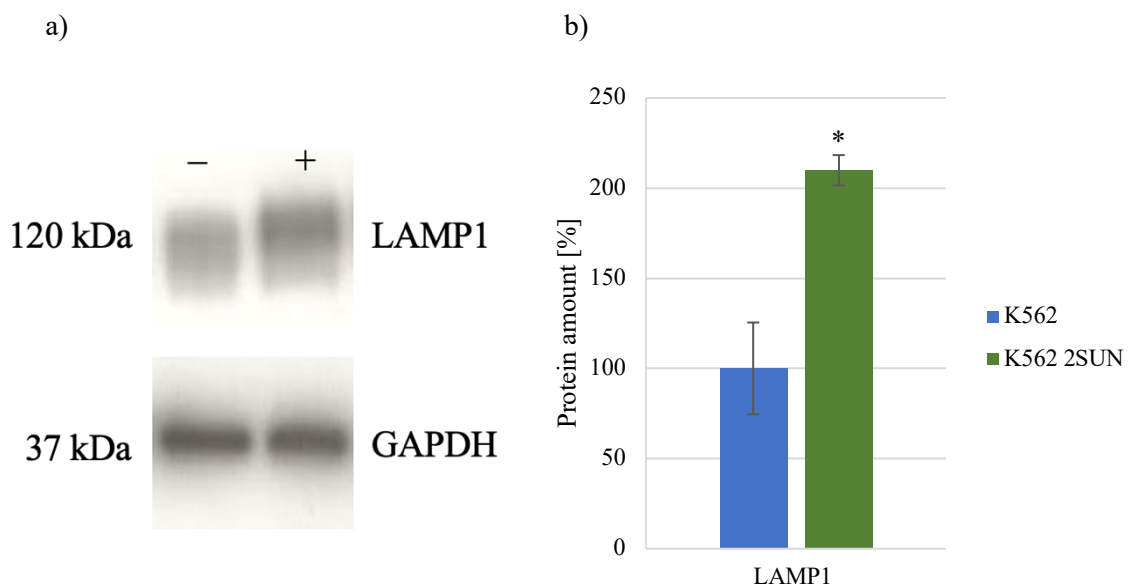 a)
− +
120 kDa LAMP1
37 kDa GAPDH
b)
Protein amount [%]
250
200
150
100
50
0
*
LAMP1
K562
K562 2SUN